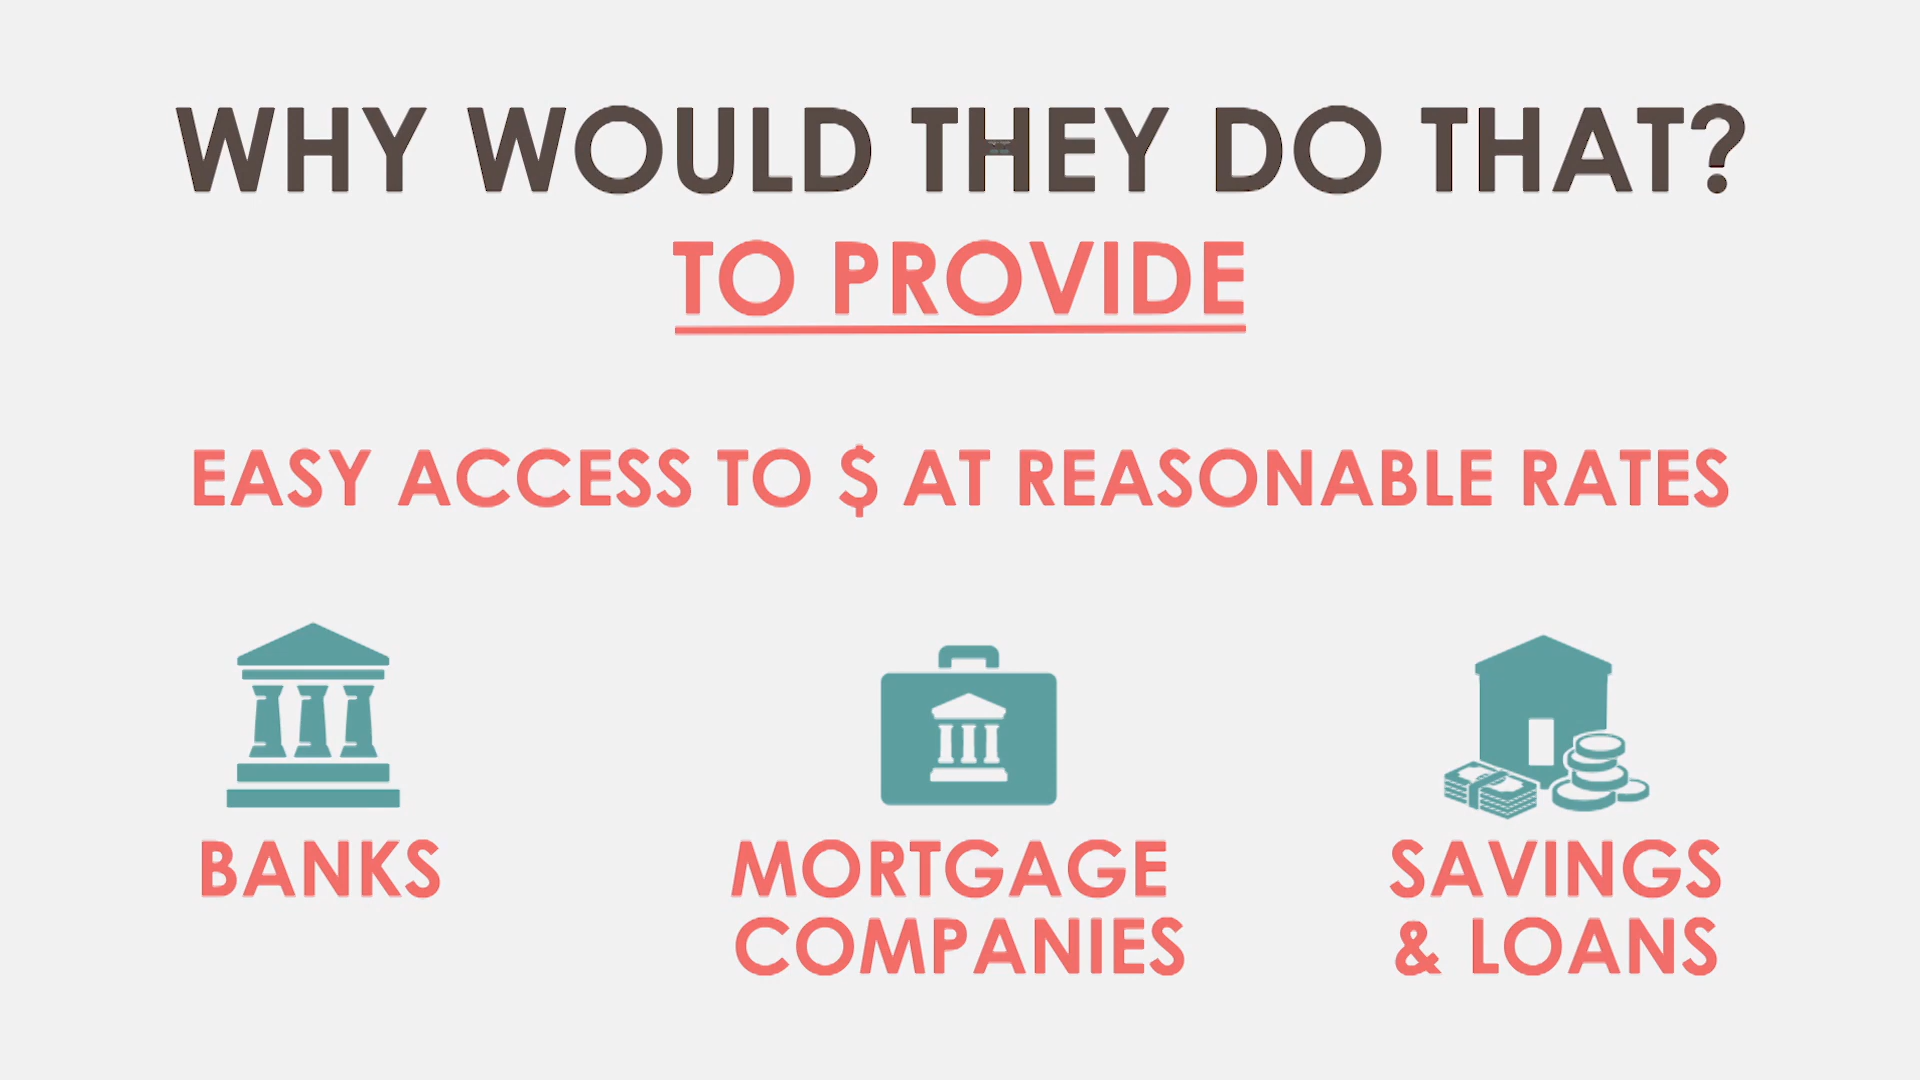 WHY WOULD THEY DO THAT?
TO PROVIDE
EASY ACCESS TO $ AT REASONABLE RATES
BANKS
MORTGAGE
COMPANIES
SAVINGS
& LOANS